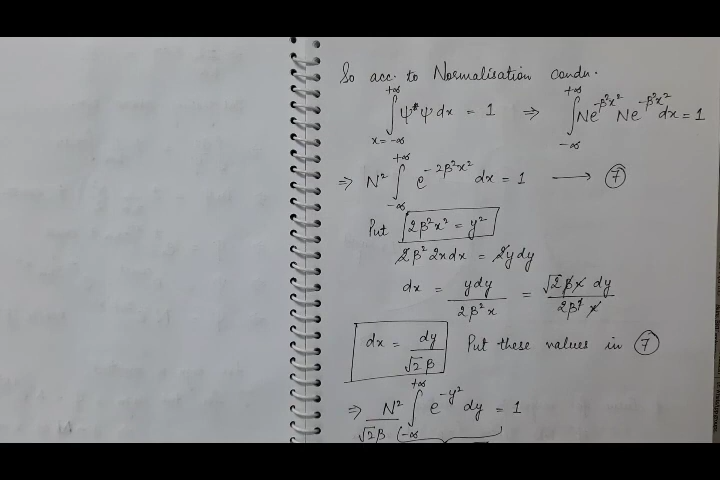 So acc. to Normalisation condn.
∫_{x=-∞}^{+∞} ψ* ψ dx = 1 ⇒ ∫_{-∞}^{+∞} Ne^{-β²x²} Ne^{-β²x²} dx = 1
⇒ N² ∫_{-∞}^{+∞} e^{-2β²x²} dx = 1 ⟶ ⑦
Put 2β²x² = y²
2β² 2x dx = 2y dy
dx = ydy / 2β²x = √2 β x dy / 2β² x
dx = dy / √2 β Put these values in ⑦
⇒ N² / √2 β ∫_{-∞}^{+∞} e^{-y²} dy = 1